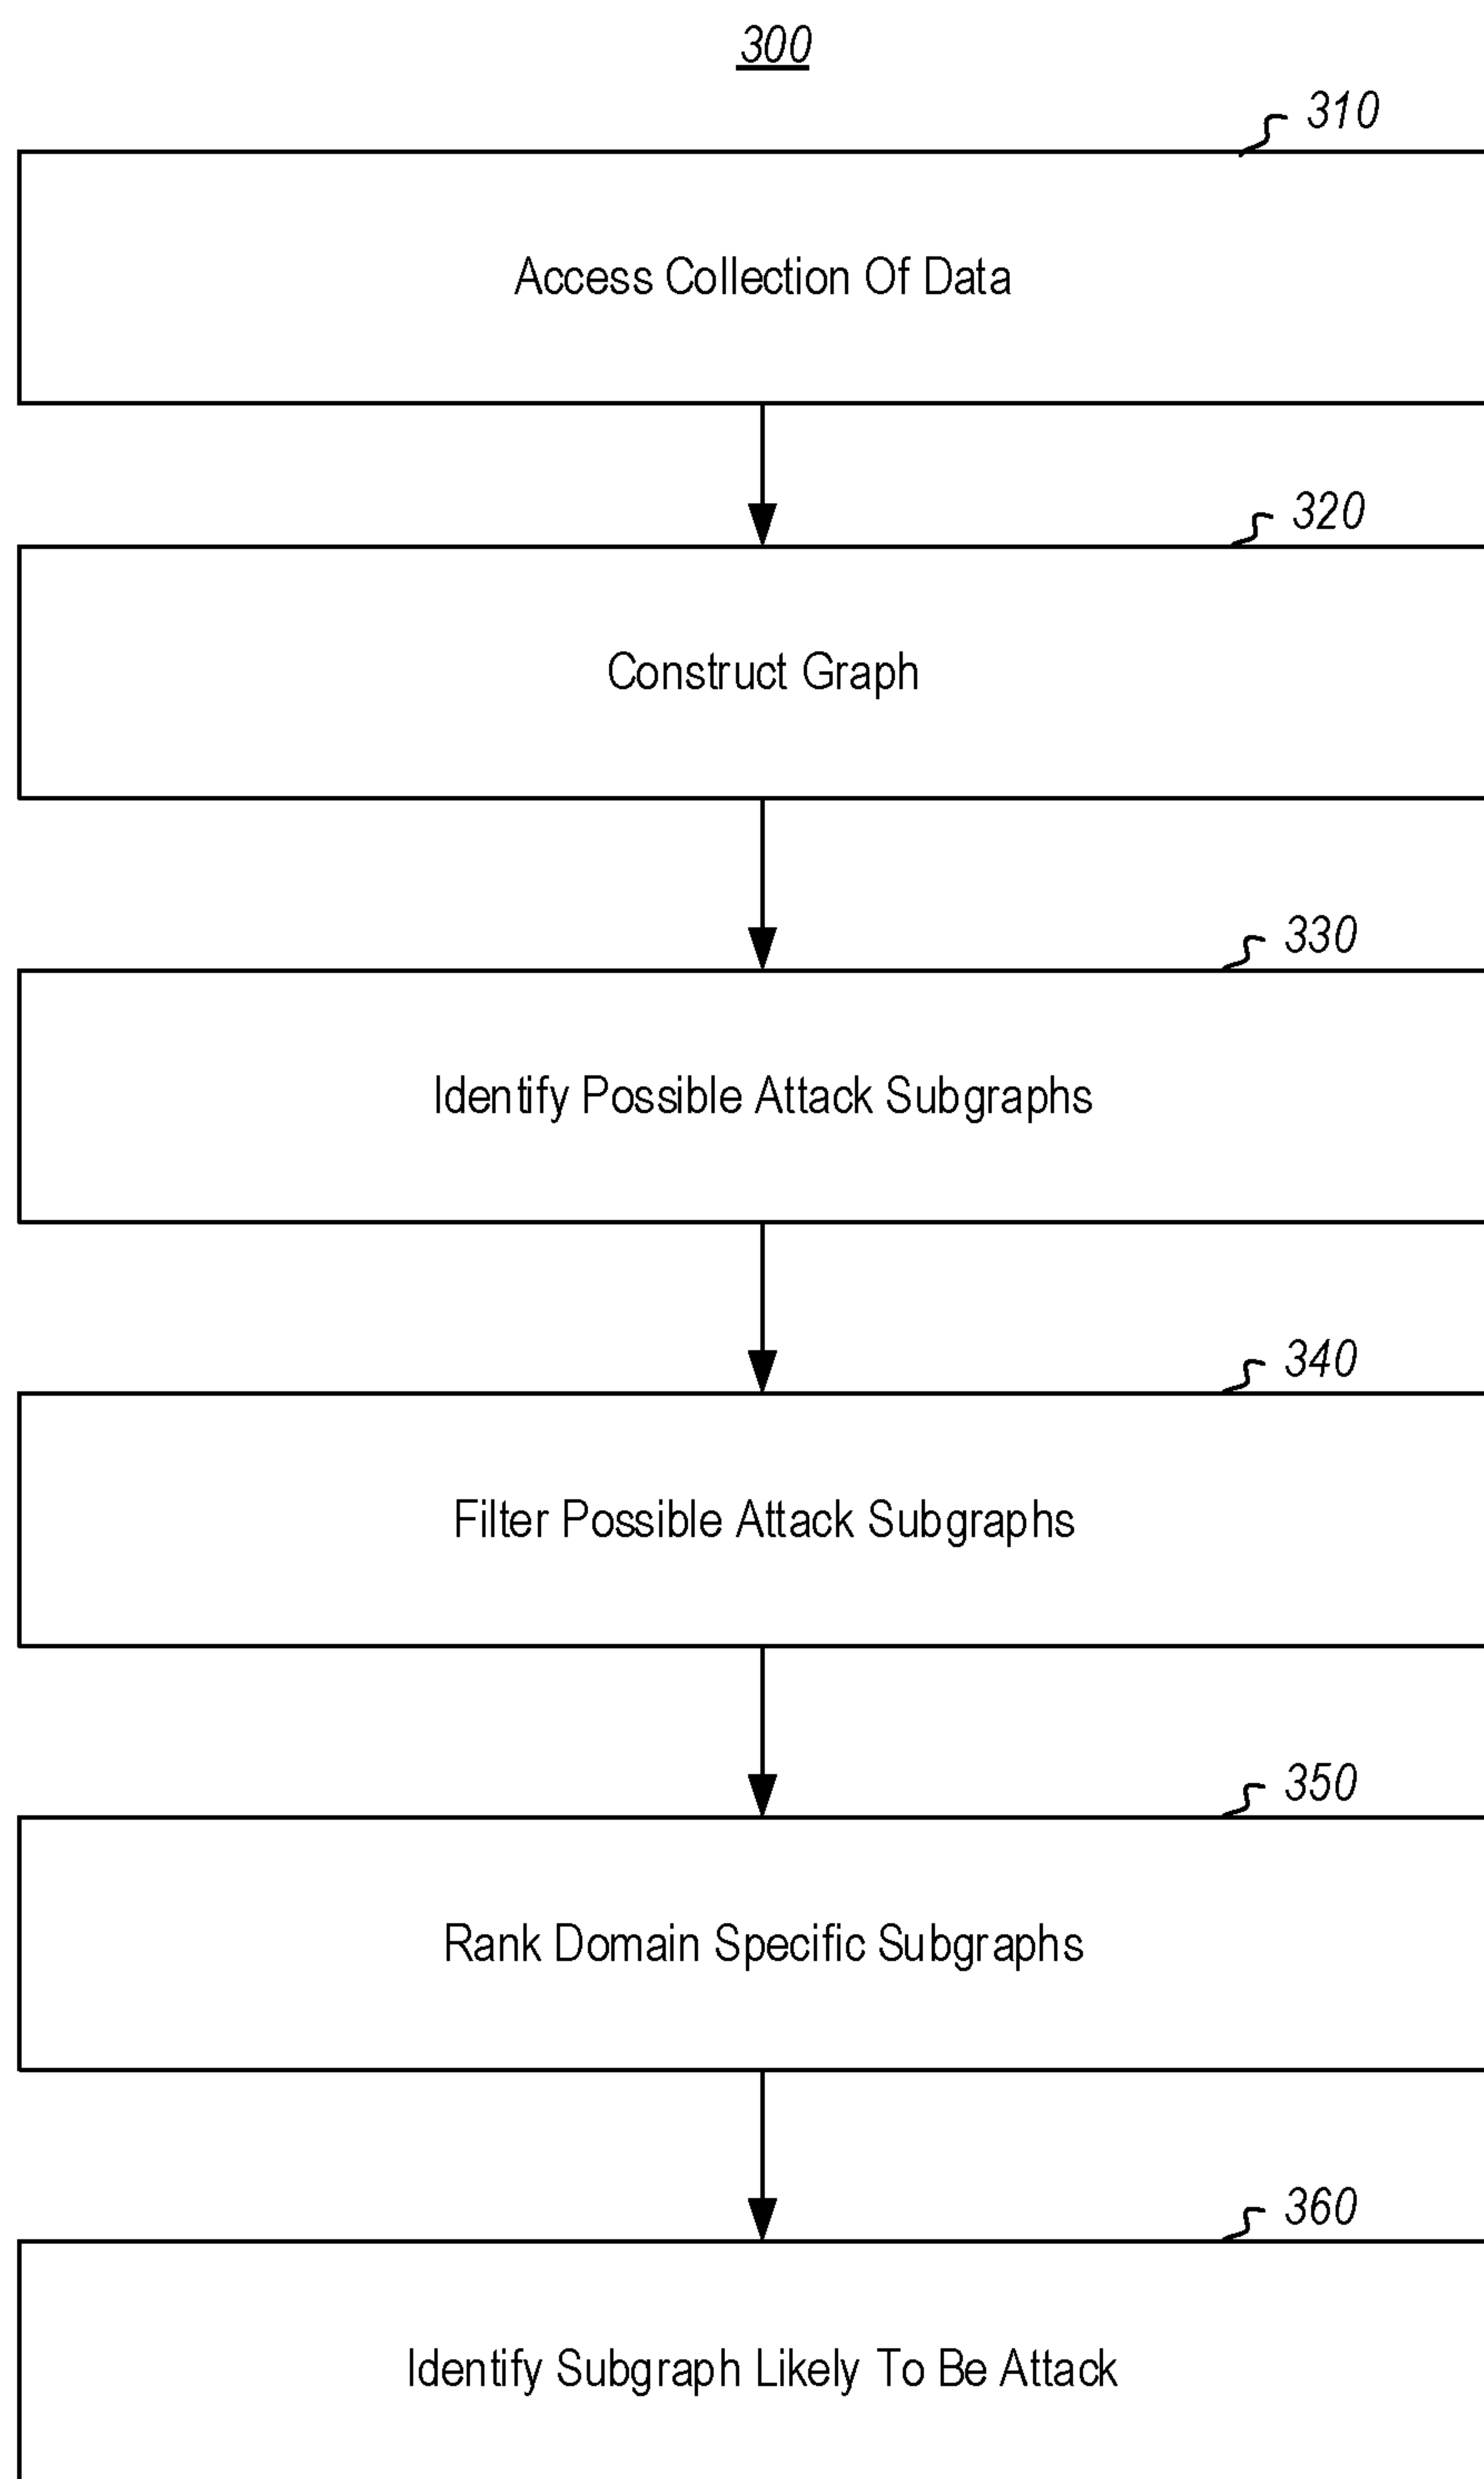 300
310
Access Collection Of Data
320
Construct Graph
330
Identify Possible Attack Subgraphs
340
Filter Possible Attack Subgraphs
350
Rank Domain Specific Subgraphs
360
Identify Subgraph Likely To Be Attack